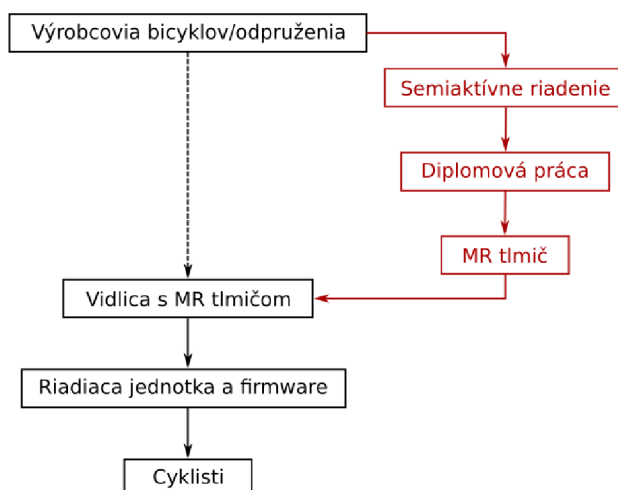 Výrobcovia bicyklov/odpruženia
Semiaktívne riadenie
Diplomová práca
MR tlmič
Vidlica s MR tlmičom
Riadiaca jednotka a firmware
Cyklisti